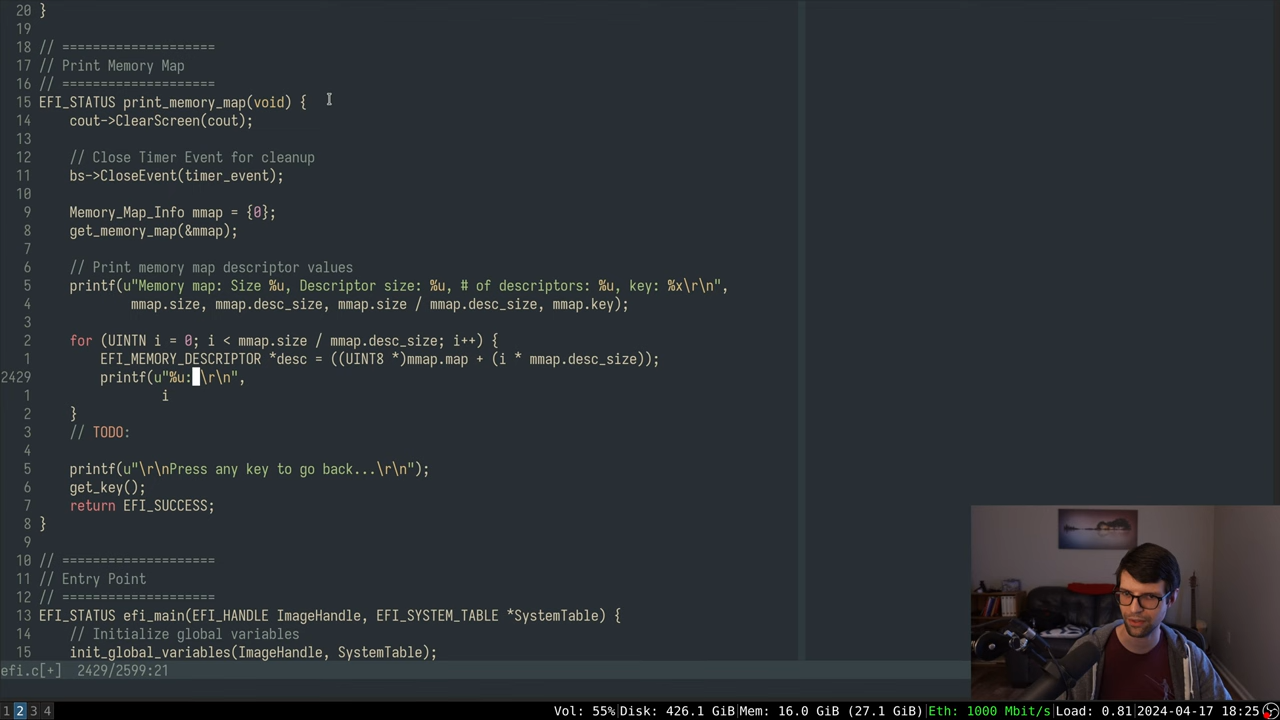 20 }
19
18 // ====================
17 // Print Memory Map
16 // ====================
15 EFI_STATUS print_memory_map(void) {
14     cout->ClearScreen(cout);
13
12     // Close Timer Event for cleanup
11     bs->CloseEvent(timer_event);
10
9     Memory_Map_Info mmap = {0};
8     get_memory_map(&mmap);
7
6     // Print memory map descriptor values
5     printf(u"Memory map: Size %u, Descriptor size: %u, # of descriptors: %u, key: %x\r\n",
4             mmap.size, mmap.desc_size, mmap.size / mmap.desc_size, mmap.key);
3
2     for (UINTN i = 0; i < mmap.size / mmap.desc_size; i++) {
1         EFI_MEMORY_DESCRIPTOR *desc = ((UINT8 *)mmap.map + (i * mmap.desc_size));
2429         printf(u"%u: \r\n",
1                 i
2     }
3     // TODO:
4
5     printf(u"\r\nPress any key to go back...\r\n");
6     get_key();
7     return EFI_SUCCESS;
8 }
9
10 // ====================
11 // Entry Point
12 // ====================
13 EFI_STATUS efi_main(EFI_HANDLE ImageHandle, EFI_SYSTEM_TABLE *SystemTable) {
14     // Initialize global variables
15     init_global_variables(ImageHandle, SystemTable);
efi.c[+]  2429/2599:21
1 2 3 4 Vol: 55%|Disk: 426.1 GiB|Mem: 16.0 GiB (27.1 GiB)|Eth: 1000 Mbit/s|Load: 0.81|2024-04-17 18:25